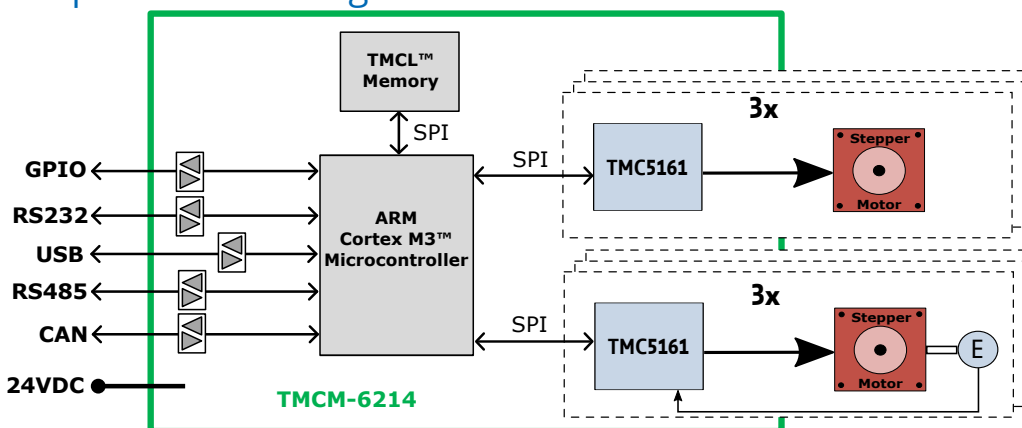 TMCL™
Memory
SPI
3x
GPIO
RS232
USB
RS485
CAN
24VDC
ARM
Cortex M3™
Microcontroller
SPI
TMC5161
Stepper
Motor
3x
SPI
TMC5161
Stepper
Motor
E
TMCM-6214